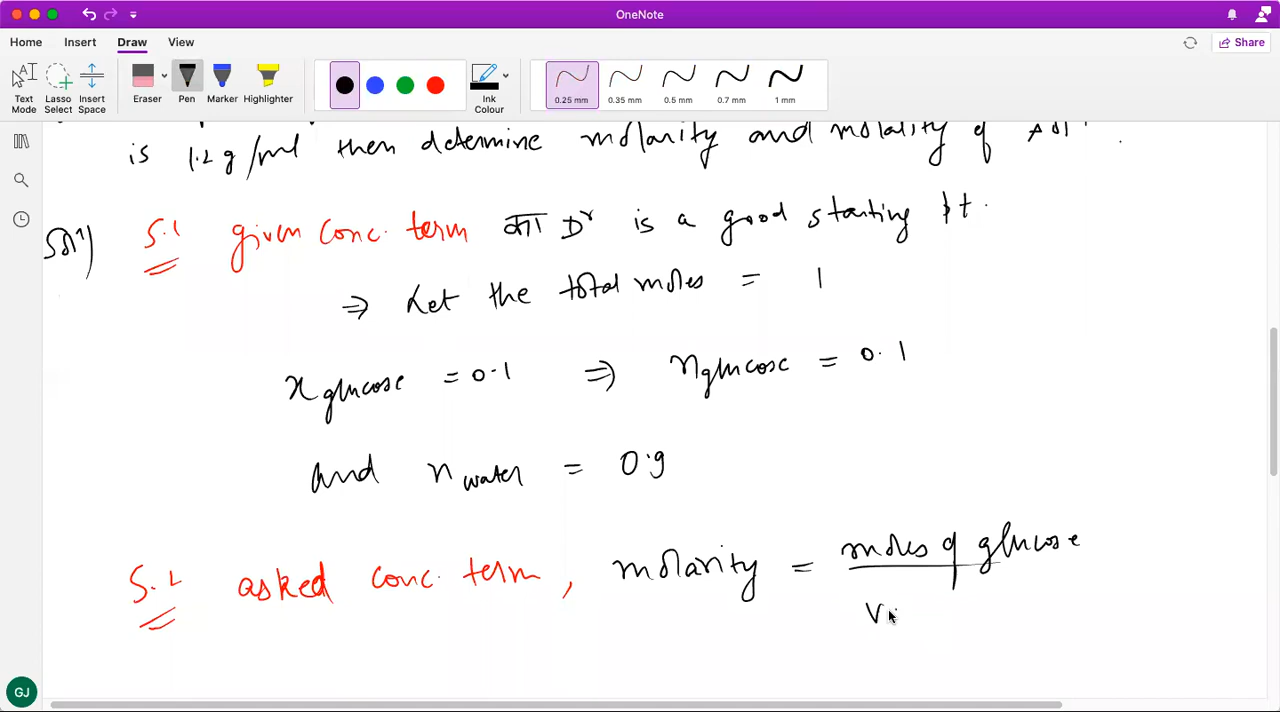 OneNote
Home Insert Draw View
Share
Text Mode
Lasso Select
Insert Space
Eraser
Pen
Marker
Highlighter
Ink Colour
0.25 mm
0.35 mm
0.5 mm
0.7 mm
1 mm
is 1.2 g/ml then determine molarity and molality of solⁿ.
Solⁿ) S.1 given conc. term का Dʳ is a good starting pt.
⇒ Let the total moles = 1
x glucose = 0.1 ⇒ n glucose = 0.1
and n water = 0.9
S.2 asked conc. term, molarity = moles of glucose
V
GJ